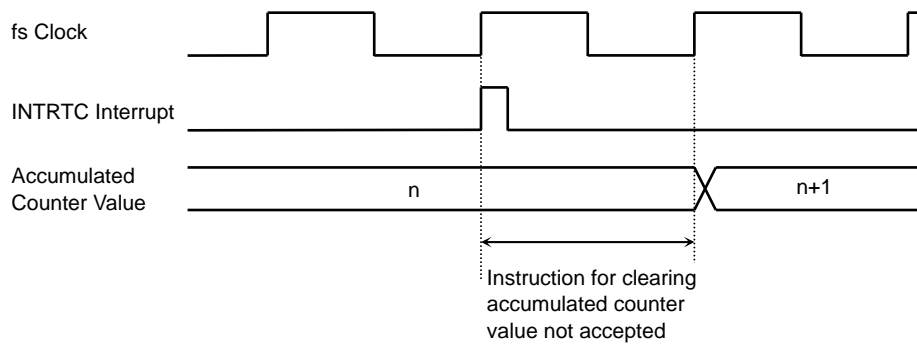 fs Clock
INTRTC Interrupt
Accumulated
Counter Value
n
n+1
Instruction for clearing
accumulated counter
value not accepted